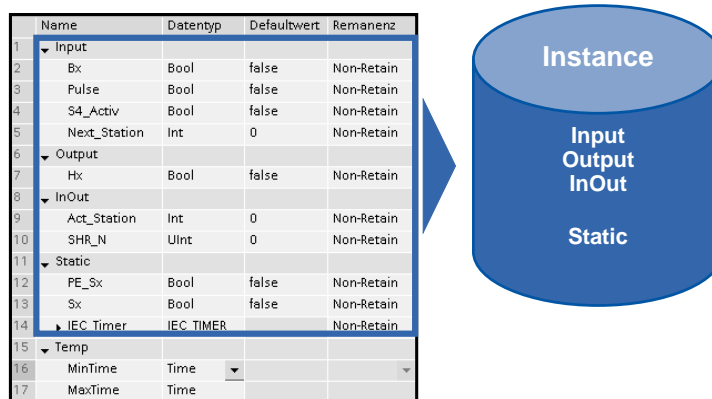 Name Datentyp Defaultwert Remanenz
1 Input
2 Bx Bool false Non-Retain
3 Pulse Bool false Non-Retain
4 S4_Activ Bool false Non-Retain
5 Next_Station Int 0 Non-Retain
6 Output
7 Hx Bool false Non-Retain
8 InOut
9 Act_Station Int 0 Non-Retain
10 SHR_N UInt 0 Non-Retain
11 Static
12 PE_Sx Bool false Non-Retain
13 Sx Bool false Non-Retain
14 IEC Timer IEC_TIMER Non-Retain
15 Temp
16 MinTime Time
17 MaxTime Time
Instance
Input
Output
InOut
Static